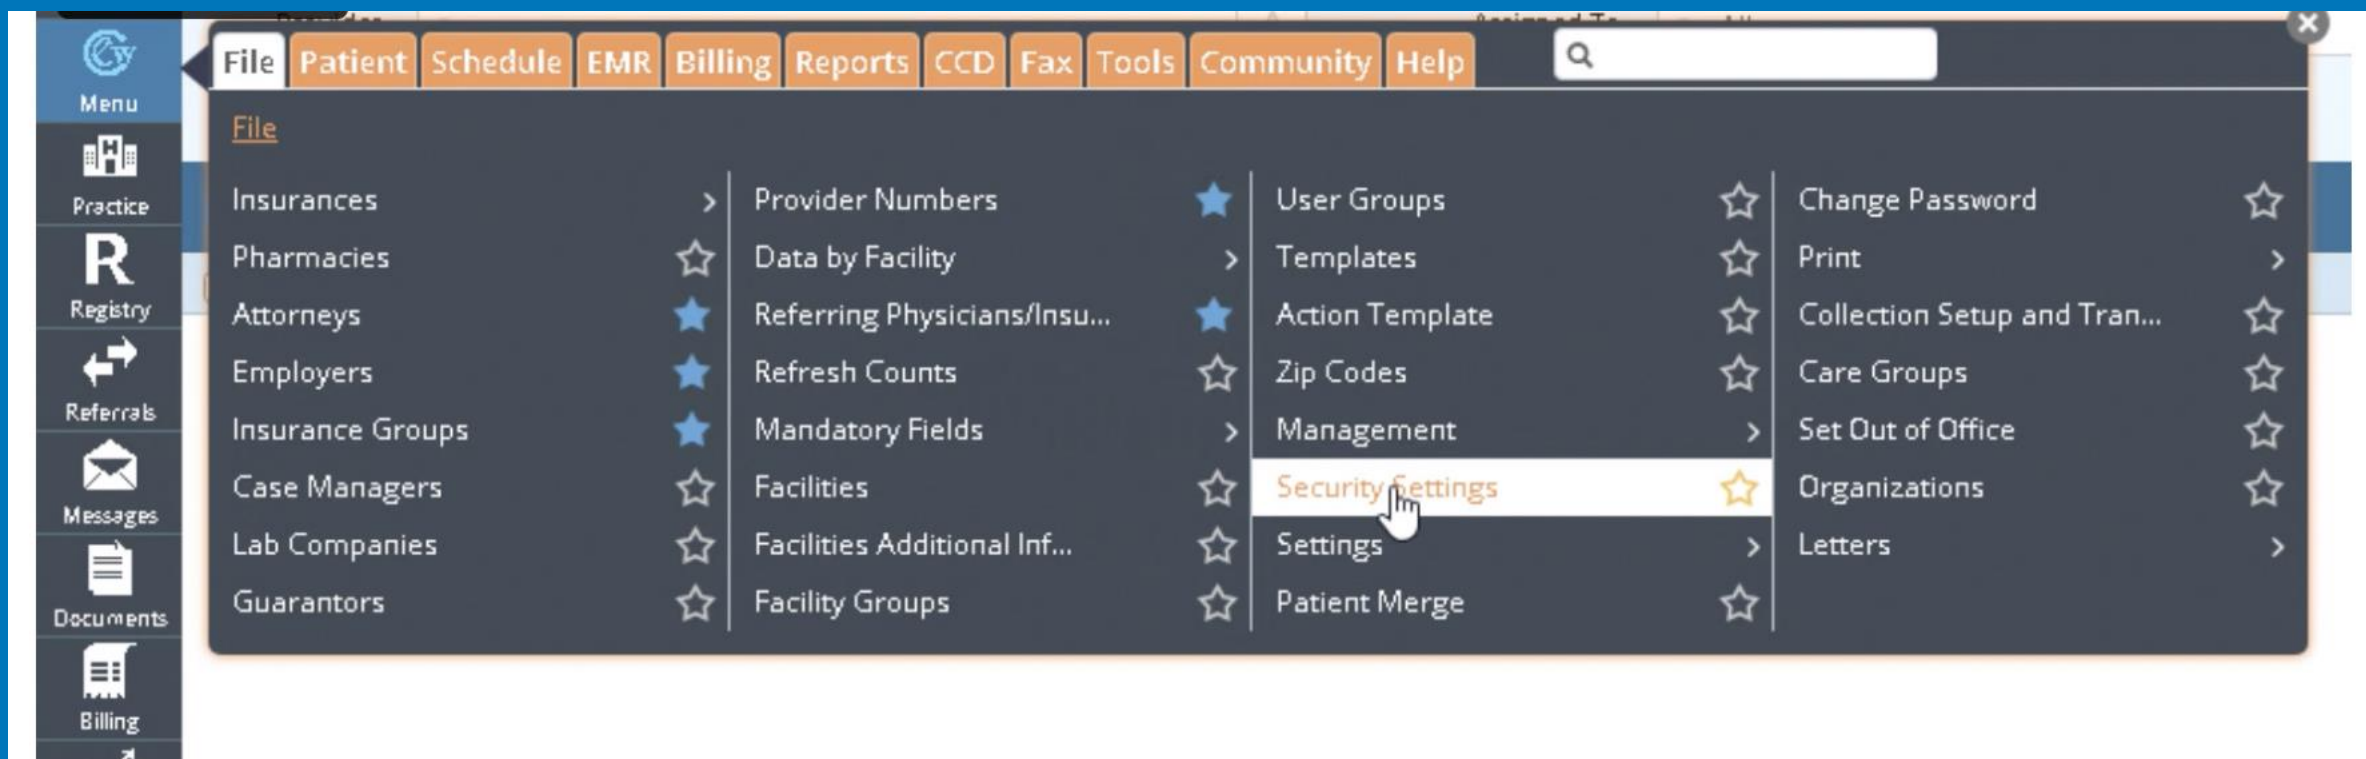 File Patient Schedule EMR Billing Reports CCD Fax Tools Community Help
Menu
Practice
Registry
Referrals
Messages
Documents
Billing
File
Insurances
Pharmacies
Attorneys
Employers
Insurance Groups
Case Managers
Lab Companies
Guarantors
Provider Numbers
Data by Facility
Referring Physicians/Insu...
Refresh Counts
Mandatory Fields
Facilities
Facilities Additional Inf...
Facility Groups
User Groups
Templates
Action Template
Zip Codes
Management
Security Settings
Settings
Patient Merge
Change Password
Print
Collection Setup and Tran...
Care Groups
Set Out of Office
Organizations
Letters